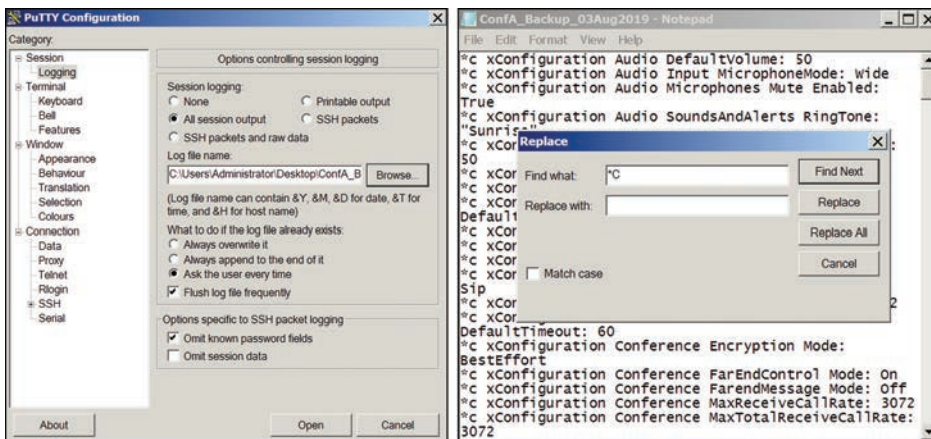 PuTTY Configuration
Category:
Session
Logging
Terminal
Keyboard
Bell
Features
Window
Appearance
Behaviour
Translation
Selection
Colours
Connection
Data
Proxy
Telnet
Rlogin
SSH
Serial
Options controlling session logging
Session logging:
None
Printable output
All session output
SSH packets
SSH packets and raw data
Log file name:
C:\Users\Administrator\Desktop\ConfA_B
Browse...
(Log file name can contain &Y, &M, &D for date, &T for
time, and &H for host name)
What to do if the log file already exists:
Always overwrite it
Always append to the end of it
Ask the user every time
Flush log file frequently
Options specific to SSH packet logging
Omit known password fields
Omit session data
About
Open
Cancel
ConfA_Backup_03Aug2019 - Notepad
File Edit Format View Help
*c xConfiguration Audio DefaultVolume: 50
*c xConfiguration Audio Input MicrophoneMode: Wide
*c xConfiguration Audio Microphones Mute Enabled:
True
*c xConfiguration Audio SoundsAndAlerts RingTone:
"Sunrise"
*c xCon :
50
*c xCor
*c xCor
*c xCor
Default
*c xCor
*c xCor
*c xCor
*c xCor
Sip
*c xCor 2
*c xConfig
DefaultTimeout: 60
*c xConfiguration Conference Encryption Mode:
BestEffort
*c xConfiguration Conference FarEndControl Mode: On
*c xConfiguration Conference FarendMessage Mode: Off
*c xConfiguration Conference MaxReceiveCallRate: 3072
*c xConfiguration Conference MaxTotalReceiveCallRate:
3072
Replace
Find what:
*C
Find Next
Replace with:
Replace
Replace All
Cancel
Match case